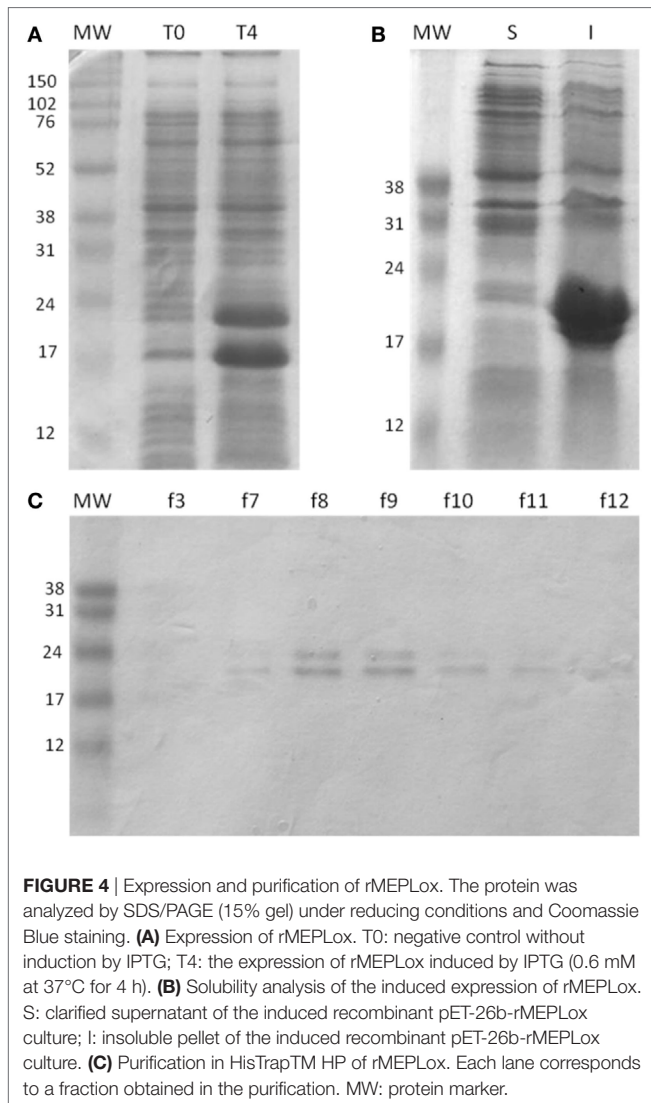 A MW T0 T4
150
102
76
52
38
31
24
17
12
B MW S I
38
31
24
17
12
C MW f3 f7 f8 f9 f10 f11 f12
38
31
24
17
12
FIGURE 4 | Expression and purification of rMEPLox. The protein was
analyzed by SDS/PAGE (15% gel) under reducing conditions and Coomassie
Blue staining. (A) Expression of rMEPLox. T0: negative control without
induction by IPTG; T4: the expression of rMEPLox induced by IPTG (0.6 mM
at 37°C for 4 h). (B) Solubility analysis of the induced expression of rMEPLox.
S: clarified supernatant of the induced recombinant pET-26b-rMEPLox
culture; I: insoluble pellet of the induced recombinant pET-26b-rMEPLox
culture. (C) Purification in HisTrapTM HP of rMEPLox. Each lane corresponds
to a fraction obtained in the purification. MW: protein marker.